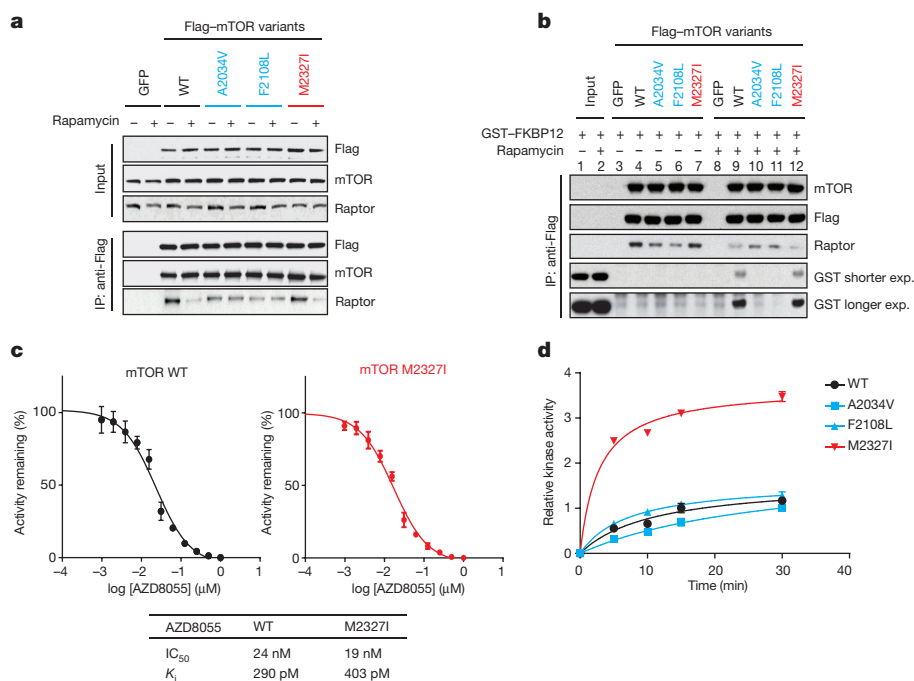 a
Flag–mTOR variants
GFP
WT
A2034V
F2108L
M2327I
Rapamycin – + – + – + – + – +
Input
Flag
mTOR
Raptor
IP: anti-Flag
Flag
mTOR
Raptor
b
Flag–mTOR variants
Input
GFP
WT
A2034V
F2108L
M2327I
GFP
WT
A2034V
F2108L
M2327I
GST–FKBP12 + + + + + + + + + + + +
Rapamycin – + – – – – – + + + + +
1 2 3 4 5 6 7 8 9 10 11 12
IP: anti-Flag
mTOR
Flag
Raptor
GST shorter exp.
GST longer exp.
c
mTOR WT
Activity remaining (%)
100
50
0
–4 –3 –2 –1 0 1
log [AZD8055] (μM)
mTOR M2327I
Activity remaining (%)
100
50
0
–4 –3 –2 –1 0 1
log [AZD8055] (μM)
AZD8055 WT M2327I
IC50 24 nM 19 nM
Ki 290 pM 403 pM
d
Relative kinase activity
4
3
2
1
0
0 10 20 30 40
Time (min)
WT
A2034V
F2108L
M2327I